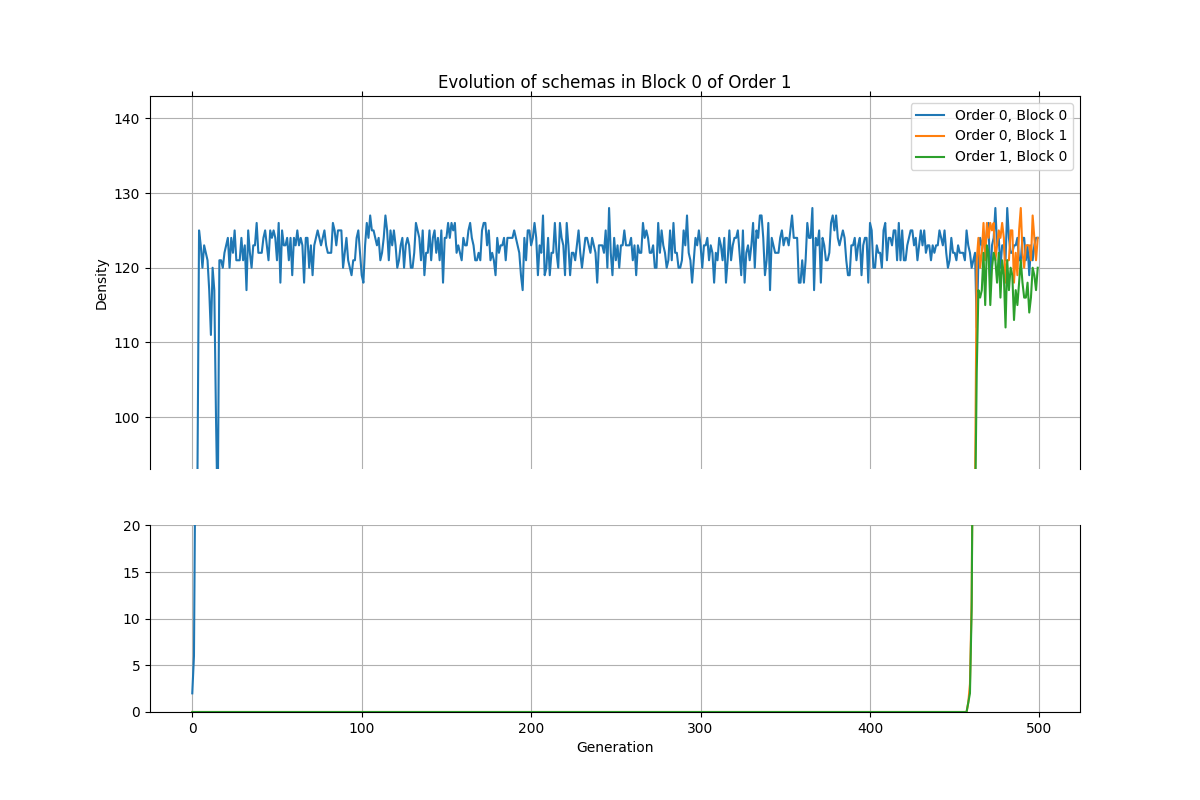 Evolution of schemas in Block 0 of Order 1
Order 0, Block 0
Order 0, Block 1
Order 1, Block 0
140
130
120
110
100
Density
20
15
10
5
0
0 100 200 300 400 500
Generation